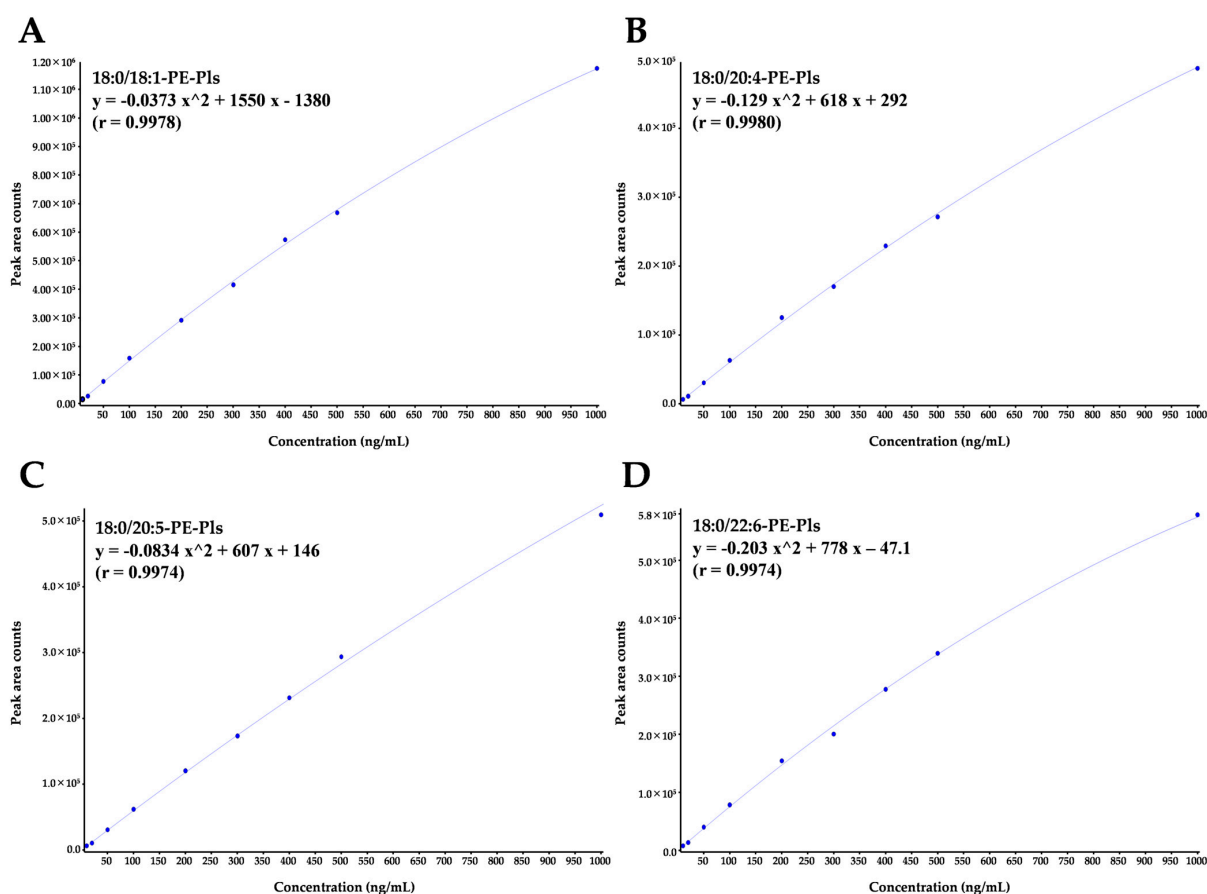 A
18:0/18:1-PE-Pls
y = -0.0373 x^2 + 1550 x - 1380
(r = 0.9978)
Peak area counts
1.20×10⁶
1.10×10⁶
1.00×10⁶
9.00×10⁵
8.00×10⁵
7.00×10⁵
6.00×10⁵
5.00×10⁵
4.00×10⁵
3.00×10⁵
2.00×10⁵
1.00×10⁵
0.00
50 100 150 200 250 300 350 400 450 500 550 600 650 700 750 800 850 900 950 1000
Concentration (ng/mL)
B
18:0/20:4-PE-Pls
y = -0.129 x^2 + 618 x + 292
(r = 0.9980)
Peak area counts
5.0×10⁵
4.0×10⁵
3.0×10⁵
2.0×10⁵
1.0×10⁵
0.0
50 100 150 200 250 300 350 400 450 500 550 600 650 700 750 800 850 900 950 1000
Concentration (ng/mL)
C
18:0/20:5-PE-Pls
y = -0.0834 x^2 + 607 x + 146
(r = 0.9974)
Peak area counts
5.0×10⁵
4.0×10⁵
3.0×10⁵
2.0×10⁵
1.0×10⁵
0.0
50 100 150 200 250 300 350 400 450 500 550 600 650 700 750 800 850 900 950 1000
Concentration (ng/mL)
D
18:0/22:6-PE-Pls
y = -0.203 x^2 + 778 x – 47.1
(r = 0.9974)
Peak area counts
5.8×10⁵
5.0×10⁵
4.0×10⁵
3.0×10⁵
2.0×10⁵
1.0×10⁵
0.0
50 100 150 200 250 300 350 400 450 500 550 600 650 700 750 800 850 900 950 1000
Concentration (ng/mL)